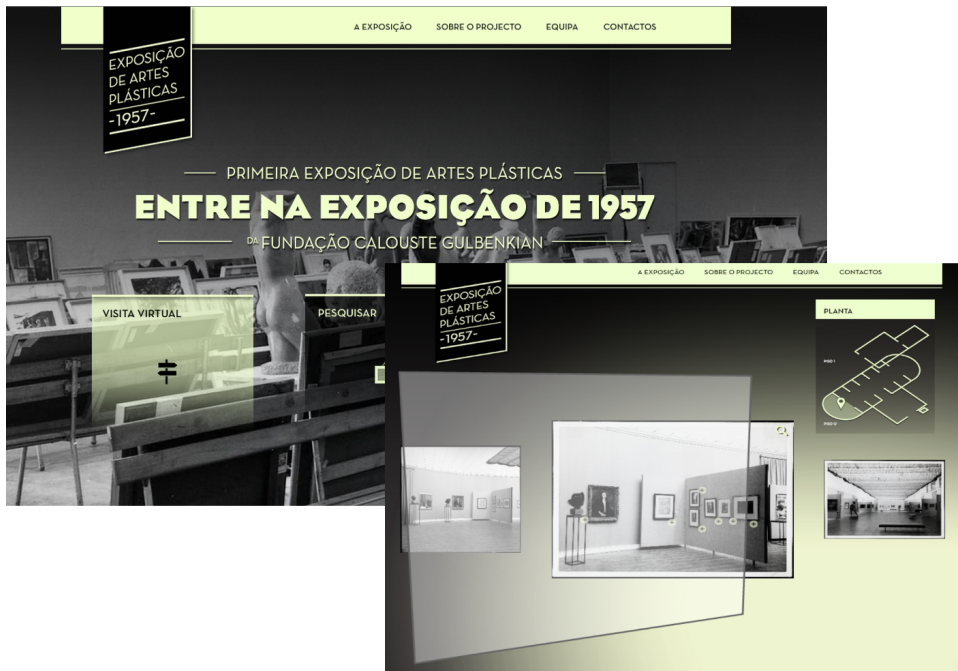 A EXPOSIÇÃO SOBRE O PROJECTO EQUIPA CONTACTOS
EXPOSIÇÃO
DE ARTES
PLÁSTICAS
-1957-
PRIMEIRA EXPOSIÇÃO DE ARTES PLÁSTICAS
ENTRE NA EXPOSIÇÃO DE 1957
DA FUNDAÇÃO CALOUSTE GULBENKIAN
VISITA VIRTUAL
PESQUISAR
A EXPOSIÇÃO SOBRE O PROJECTO EQUIPA CONTACTOS
EXPOSIÇÃO
DE ARTES
PLÁSTICAS
-1957-
PLANTA
PISO 1
PISO 0